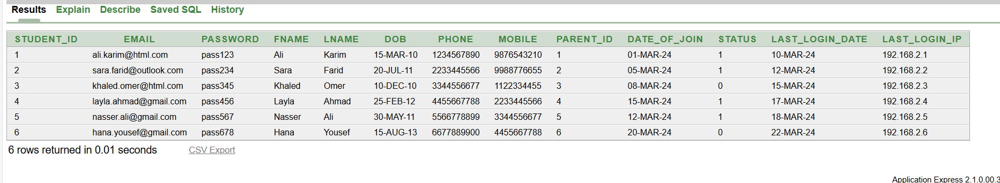 Results Explain Describe Saved SQL History
STUDENT_ID EMAIL PASSWORD FNAME LNAME DOB PHONE MOBILE PARENT_ID DATE_OF_JOIN STATUS LAST_LOGIN_DATE LAST_LOGIN_IP
1 ali.karim@html.com pass123 Ali Karim 15-MAR-10 1234567890 9876543210 1 01-MAR-24 1 10-MAR-24 192.168.2.1
2 sara.farid@outlook.com pass234 Sara Farid 20-JUL-11 2233445566 9988776655 2 05-MAR-24 1 12-MAR-24 192.168.2.2
3 khaled.omer@html.com pass345 Khaled Omer 10-DEC-10 3344556677 1122334455 3 08-MAR-24 0 15-MAR-24 192.168.2.3
4 layla.ahmad@gmail.com pass456 Layla Ahmad 25-FEB-12 4455667788 2233445566 4 15-MAR-24 1 17-MAR-24 192.168.2.4
5 nasser.ali@gmail.com pass567 Nasser Ali 30-MAY-11 5566778899 3344556677 5 12-MAR-24 1 18-MAR-24 192.168.2.5
6 hana.yousef@gmail.com pass678 Hana Yousef 15-AUG-13 6677889900 4455667788 6 20-MAR-24 0 22-MAR-24 192.168.2.6
6 rows returned in 0.01 seconds CSV Export
Application Express 2.1.0.00.3